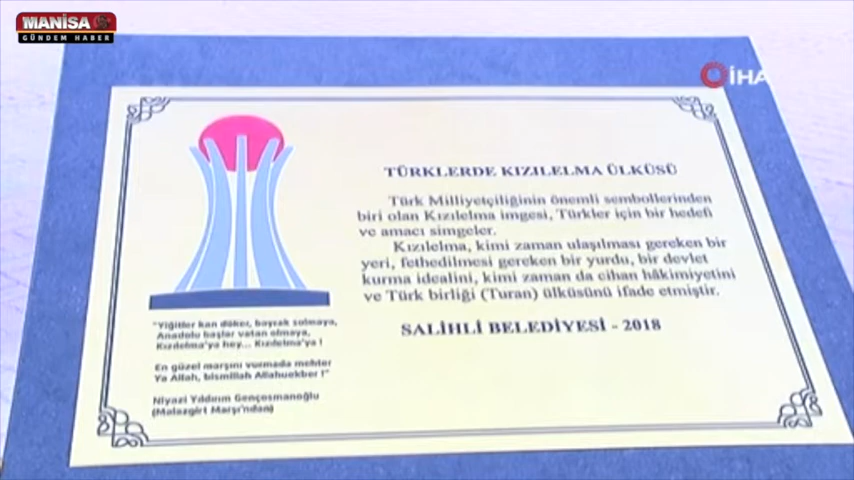 MANİSA
GÜNDEM HABER
İHA
TÜRKLERDE KIZILELMA ÜLKÜSÜ
Türk Milliyetçiliğinin önemli sembollerinden
biri olan Kızılelma imgesi, Türkler için bir hedefi
ve amacı simgeler.
Kızılelma, kimi zaman ulaşılması gereken bir
yeri, fethedilmesi gereken bir yurdu, bir devlet
kurma idealini, kimi zaman da cihan hâkimiyetini
ve Türk birliği (Turan) ülküsünü ifade etmiştir.
SALİHLİ BELEDİYESİ - 2018
"Yiğitler kan döker, bayrak solmaya,
Anadolu başlar vatan olmaya,
Kızılelma'ya hey... Kızılelma'ya !
En güzel marşını vurmada mehter
Ya Allah, bismillah Allahuekber !"
Niyazi Yıldırım Gençosmanoğlu
(Malazgirt Marşı'ndan)